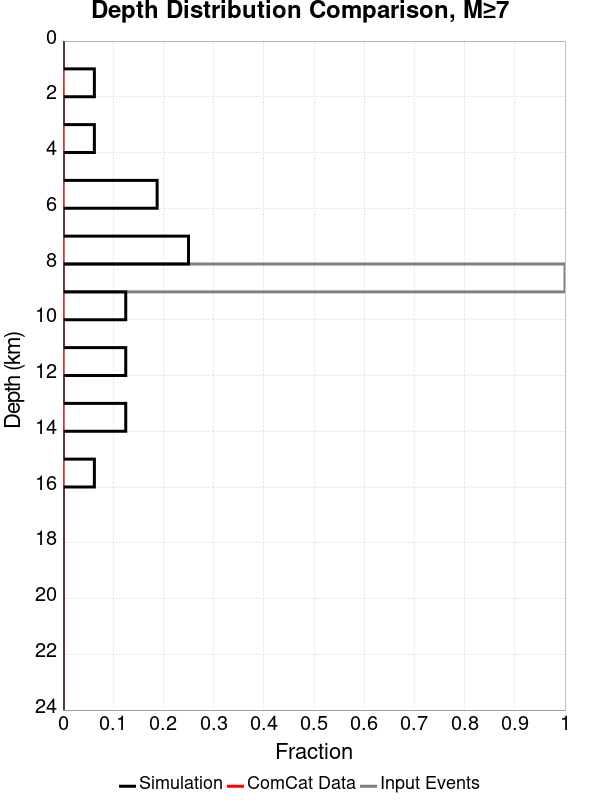 Depth Distribution Comparison, M≥7
0
2
4
6
8
10
12
14
16
18
20
22
24
Depth (km)
0 0.1 0.2 0.3 0.4 0.5 0.6 0.7 0.8 0.9 1
Fraction
Simulation ComCat Data Input Events